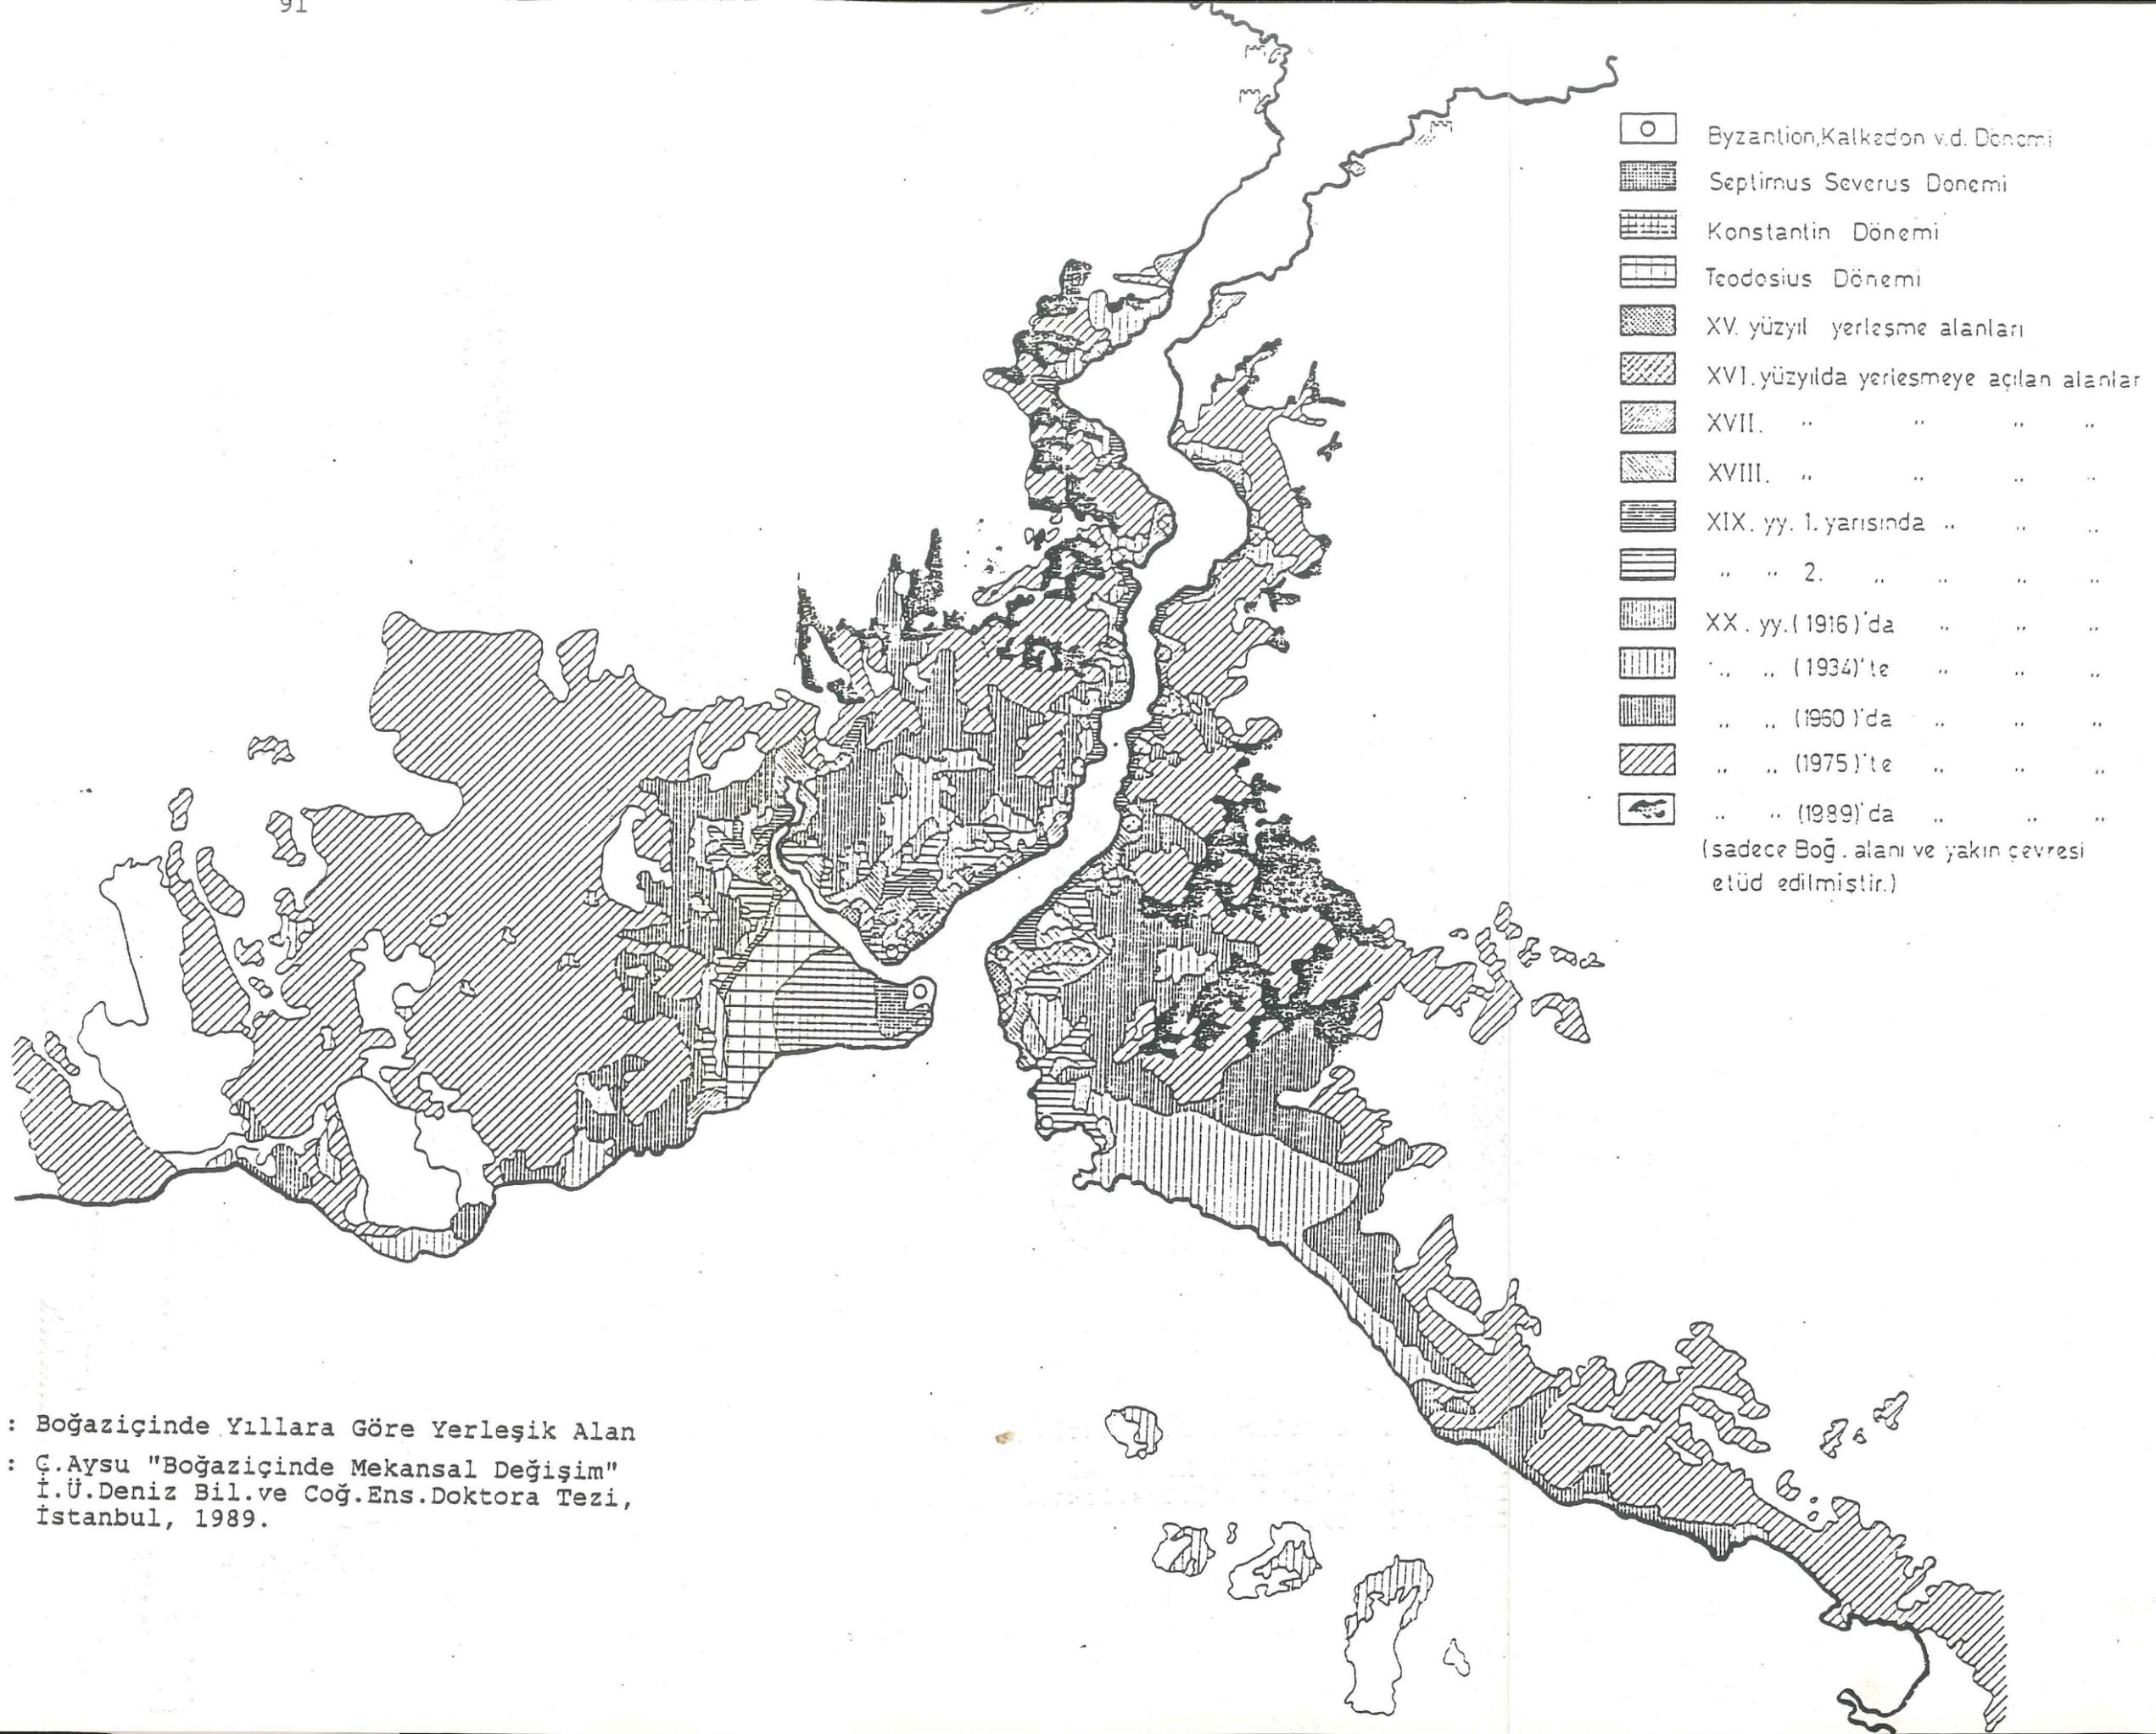 91
Byzantion,Kalkedon v.d. Dönemi
Septimus Severus Donemi
Konstantin Dönemi
Teodosius Dönemi
XV. yüzyıl yerleşme alanları
XVI. yüzyılda yerlesmeye açılan alanlar
XVII. " " " "
XVIII. " " " "
XIX. yy. 1. yarısında " " "
" " 2. " " " "
XX. yy. (1916)'da " " "
" " (1934)'te " " "
" " (1960)'da " " "
" " (1975)'te " " "
" " (1989)'da " " "
(sadece Boğ. alanı ve yakın çevresi
etüd edilmiştir.)
: Boğaziçinde Yıllara Göre Yerleşik Alan
: Ç.Aysu "Boğaziçinde Mekansal Değişim"
İ.Ü.Deniz Bil.ve Coğ.Ens.Doktora Tezi,
İstanbul, 1989.